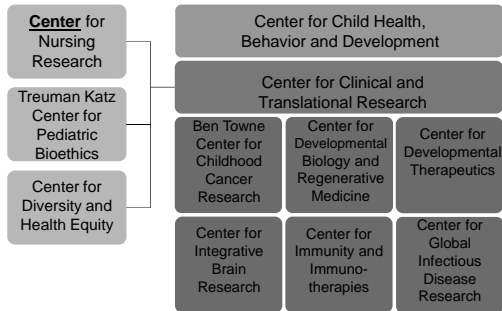 Center for
Nursing
Research
Treuman Katz
Center for
Pediatric
Bioethics
Center for
Diversity and
Health Equity
Center for Child Health,
Behavior and Development
Center for Clinical and
Translational Research
Ben Towne
Center for
Childhood
Cancer
Research
Center for
Developmental
Biology and
Regenerative
Medicine
Center for
Developmental
Therapeutics
Center for
Integrative
Brain
Research
Center for
Immunity and
Immuno-
therapies
Center for
Global
Infectious
Disease
Research